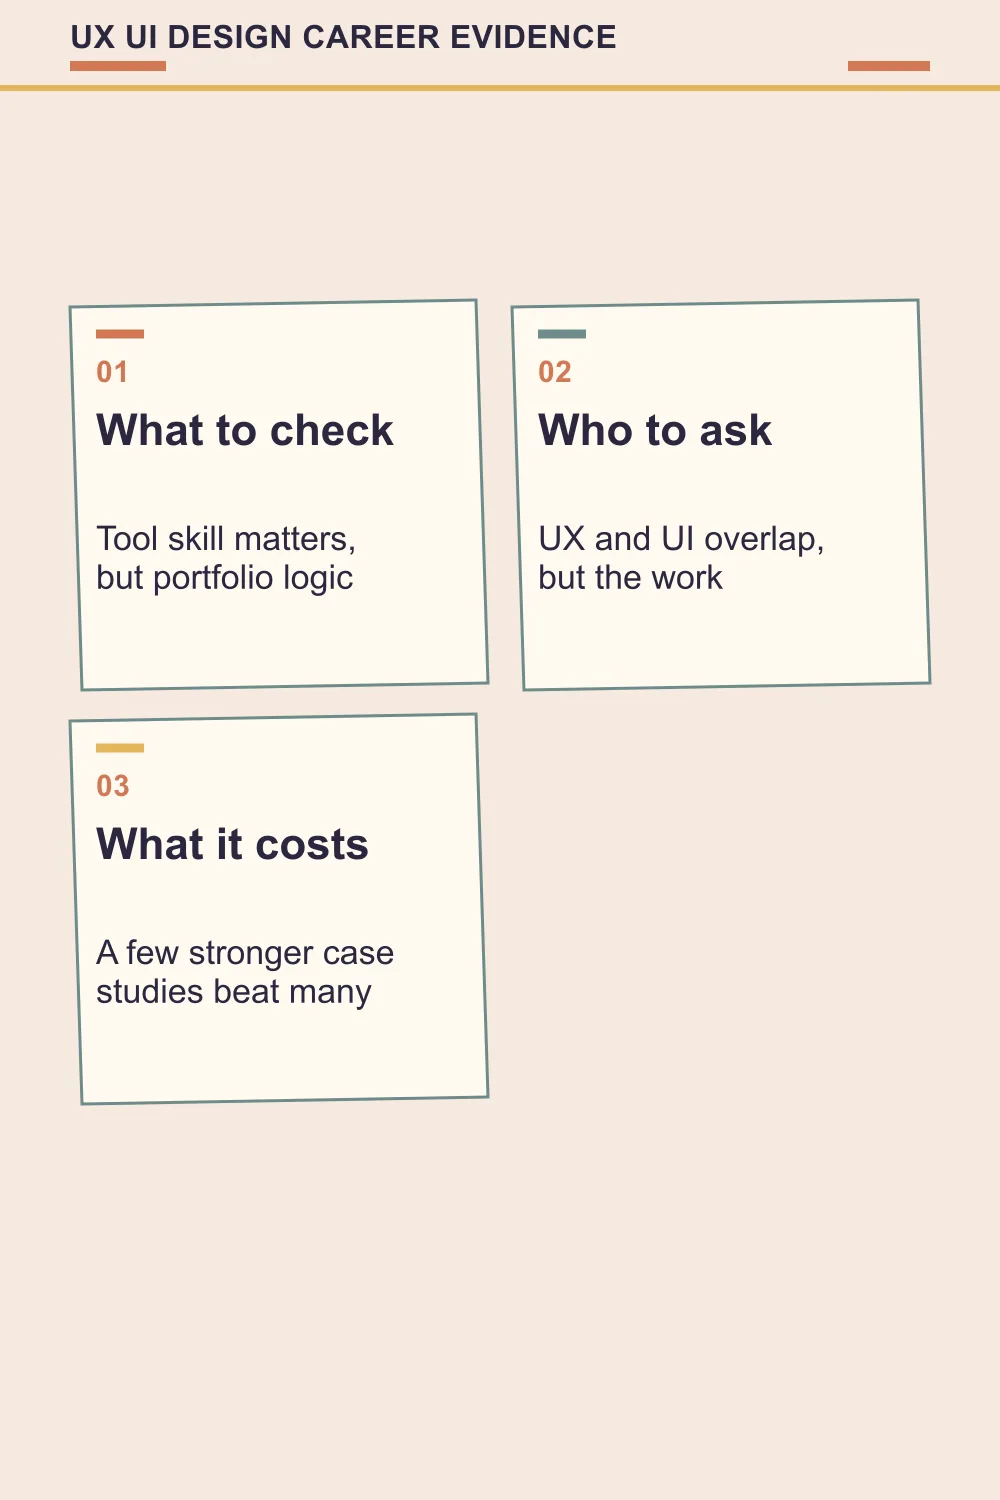 UX UI DESIGN CAREER EVIDENCE
01
What to check
Tool skill matters,
but portfolio logic
02
Who to ask
UX and UI overlap,
but the work
03
What it costs
A few stronger case
studies beat many